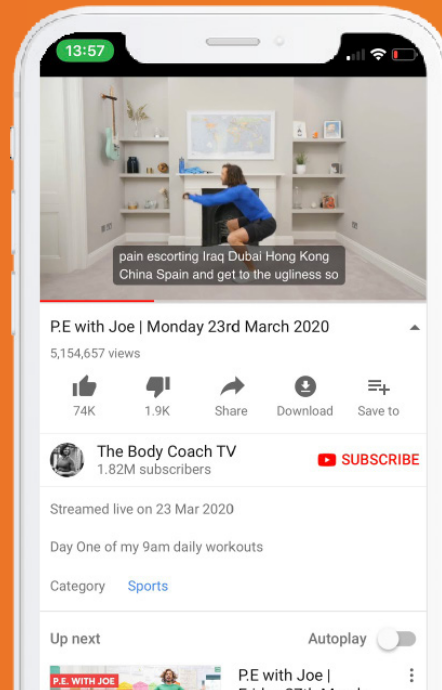 13:57
pain escorting Iraq Dubai Hong Kong
China Spain and get to the ugliness so
P.E with Joe | Monday 23rd March 2020
5,154,657 views
74K
1.9K
Share
Download
Save to
The Body Coach TV
1.82M subscribers
SUBSCRIBE
Streamed live on 23 Mar 2020
Day One of my 9am daily workouts
Category Sports
Up next
Autoplay
P.E. WITH JOE
P.E with Joe |
Friday 27th March